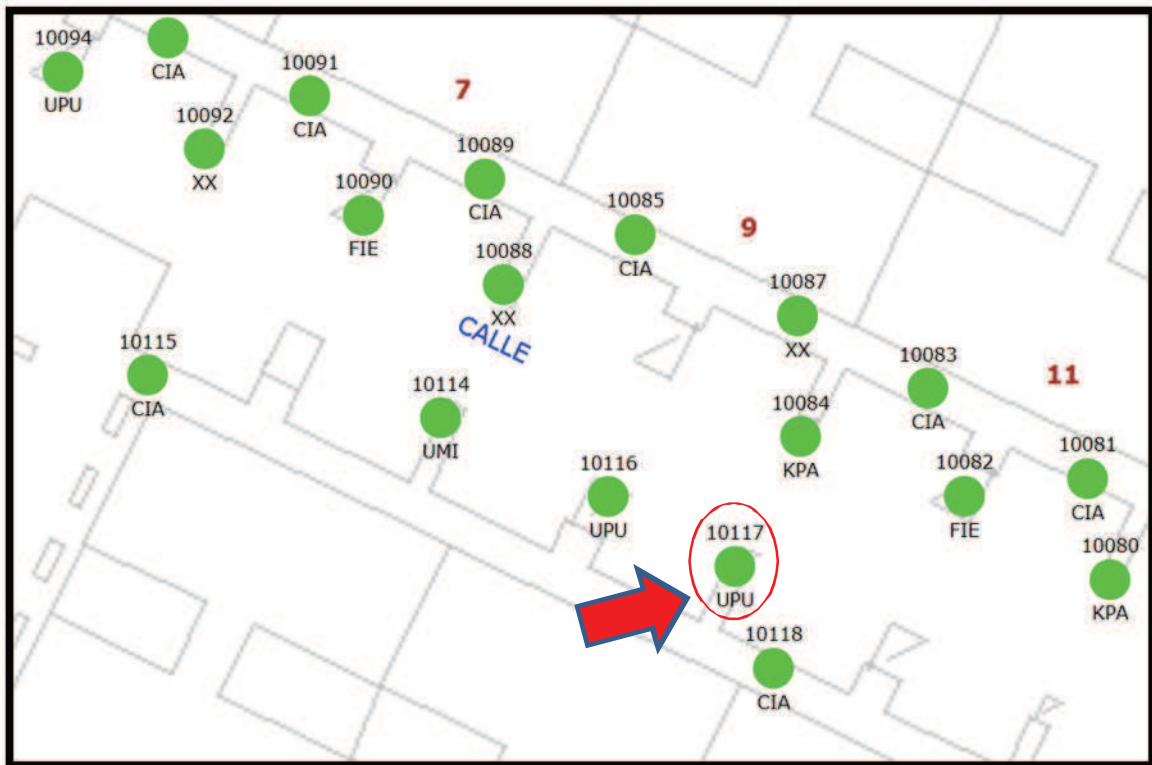 10094
UPU
CIA
10091
CIA
7
10092
XX
10089
CIA
10090
FIE
10085
CIA
9
10088
XX
CALLE
10087
XX
10115
CIA
10083
CIA
11
10114
UMI
10084
KPA
10116
UPU
10082
FIE
10081
CIA
10117
UPU
10080
KPA
10118
CIA